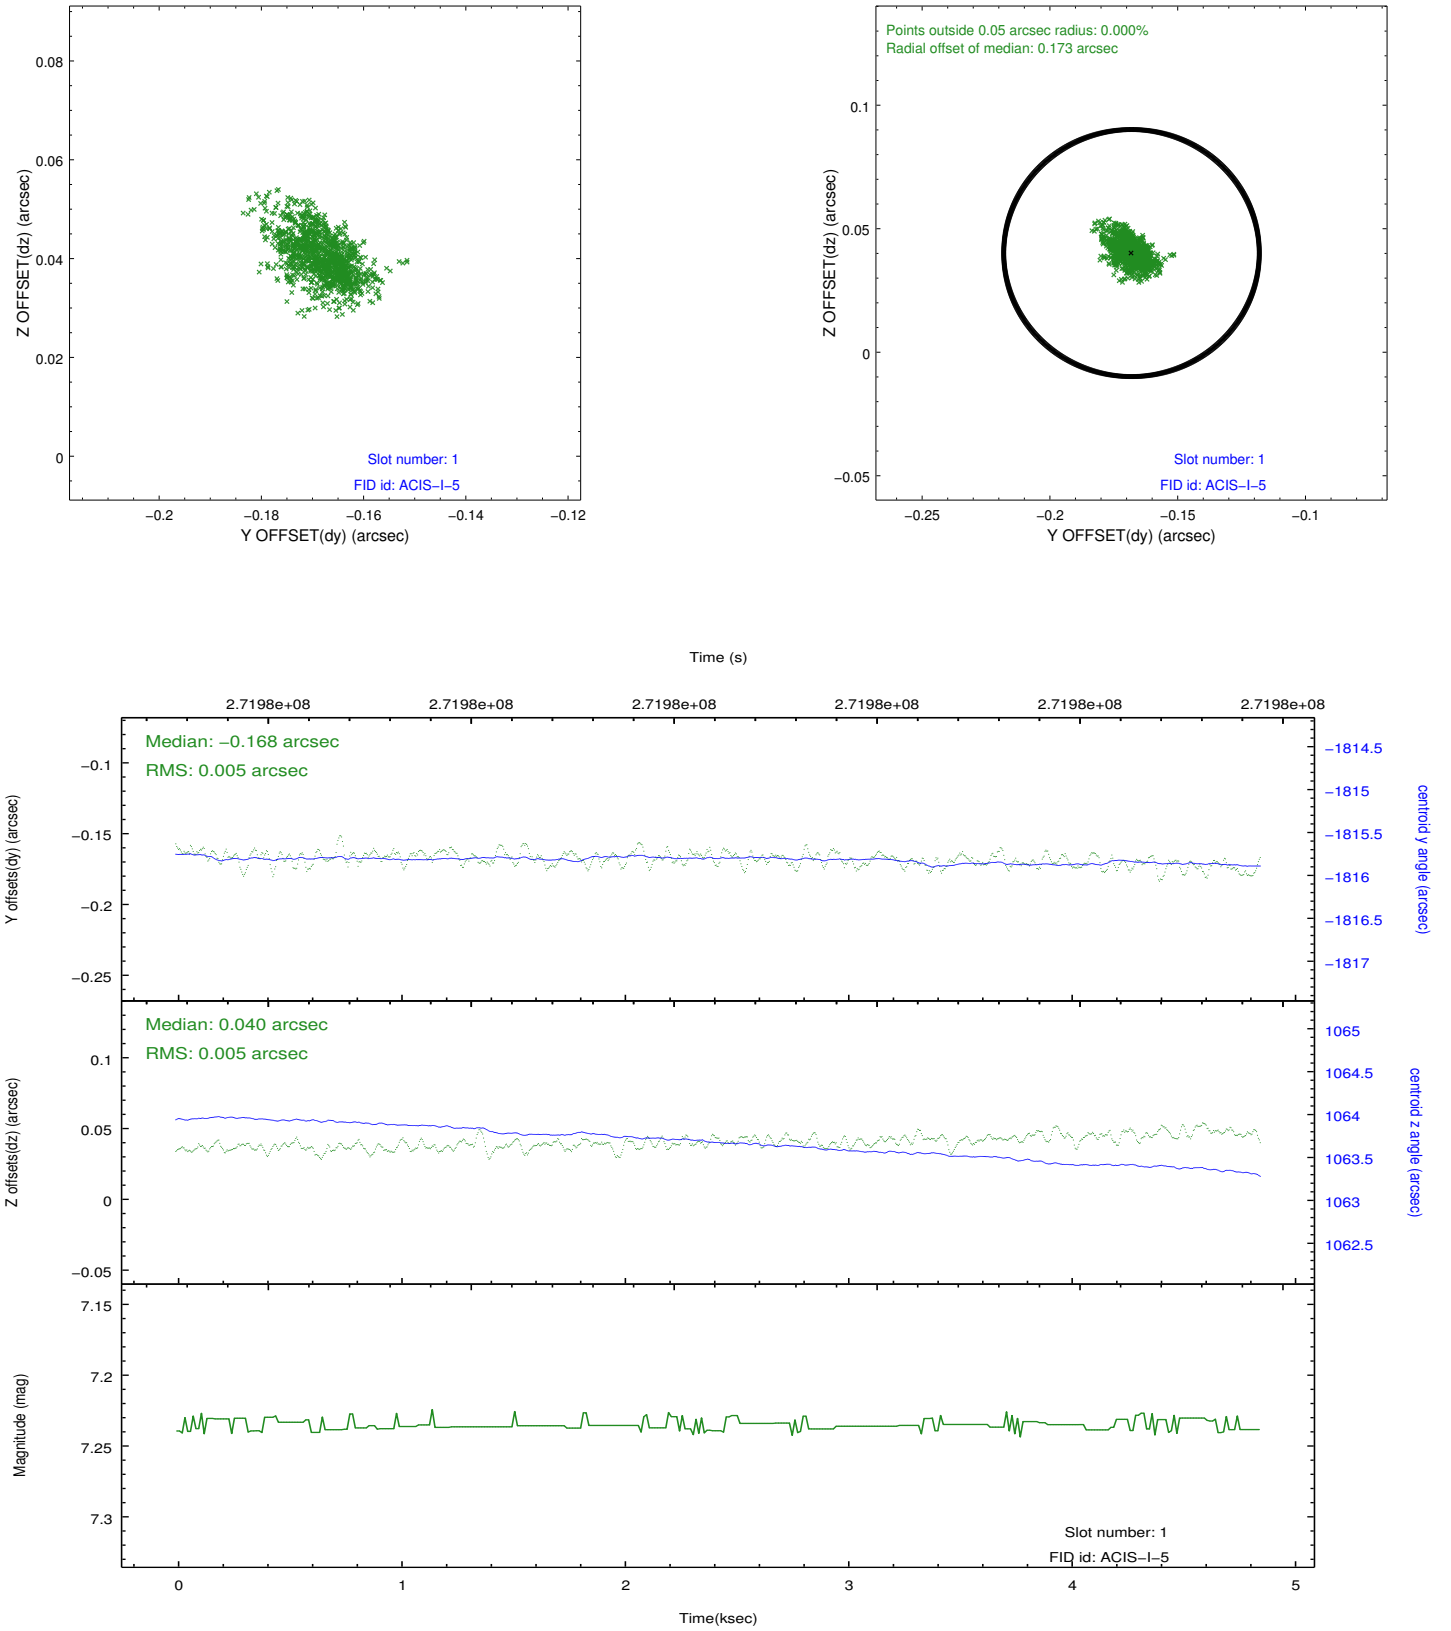 0.08
0.06
0.04
0.02
0
Z OFFSET(dz) (arcsec)
Slot number: 1
FID id: ACIS−I−5
−0.2 −0.18 −0.16 −0.14 −0.12
Y OFFSET(dy) (arcsec)
Points outside 0.05 arcsec radius: 0.000%
Radial offset of median: 0.173 arcsec
0.1
0.05
0
−0.05
Z OFFSET(dz) (arcsec)
Slot number: 1
FID id: ACIS−I−5
−0.25 −0.2 −0.15 −0.1
Y OFFSET(dy) (arcsec)
Time (s)
2.7198e+08 2.7198e+08 2.7198e+08 2.7198e+08 2.7198e+08 2.7198e+08
Median: −0.168 arcsec
RMS: 0.005 arcsec
−0.1
−0.15
−0.2
−0.25
Y offsets(dy) (arcsec)
−1814.5
−1815
−1815.5
−1816
−1816.5
−1817
centroid y angle (arcsec)
Median: 0.040 arcsec
RMS: 0.005 arcsec
0.1
0.05
0
−0.05
Z offsets(dz) (arcsec)
1065
1064.5
1064
1063.5
1063
1062.5
centroid z angle (arcsec)
7.15
7.2
7.25
7.3
Magnitude (mag)
Slot number: 1
FID id: ACIS−I−5
0 1 2 3 4 5
Time(ksec)